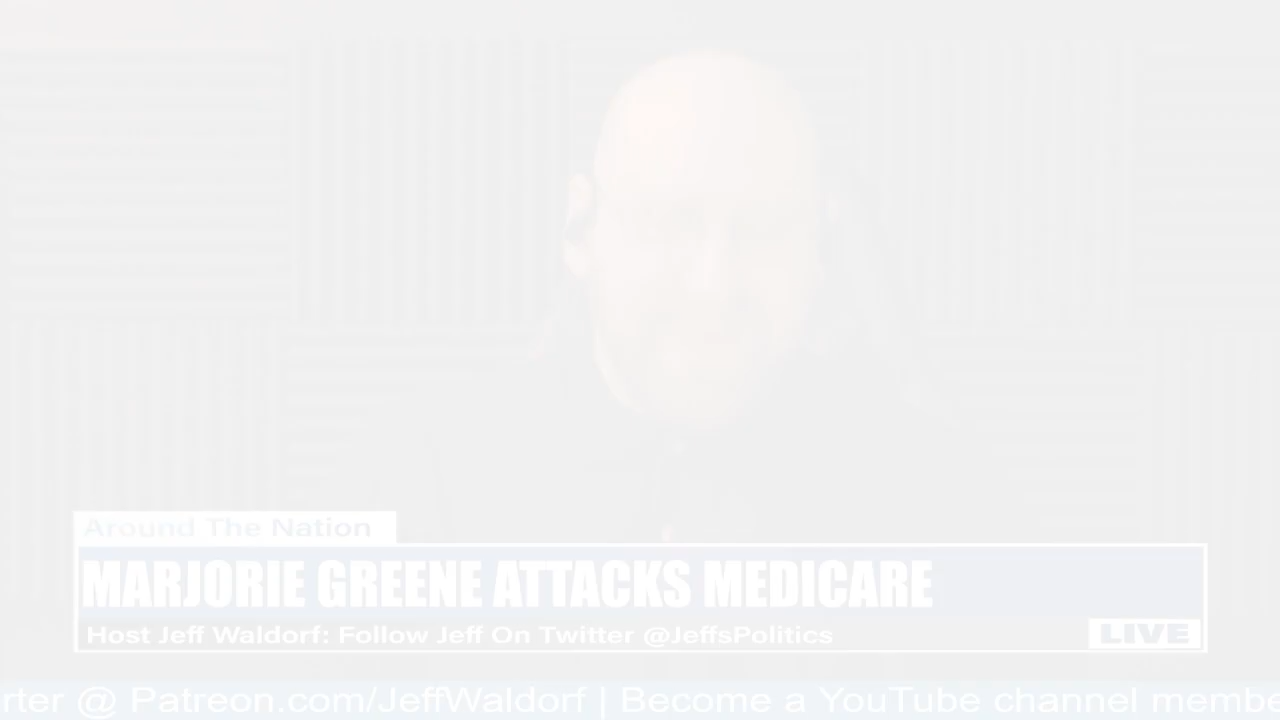 Around The Nation
MARJORIE GREENE ATTACKS MEDICARE
Host Jeff Waldorf: Follow Jeff On Twitter @JeffsPolitics
LIVE
rter @ Patreon.com/JeffWaldorf | Become a YouTube channel membe